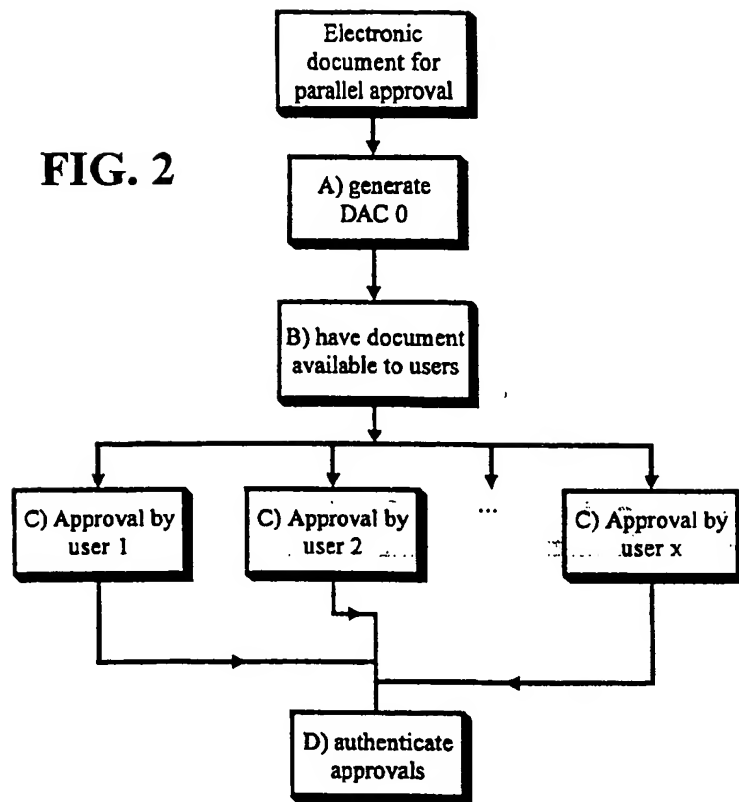 Electronic
document for
parallel approval
FIG. 2
A) generate
DAC 0
B) have document
available to users
C) Approval by
user 1
C) Approval by
user 2
...
C) Approval by
user x
D) authenticate
approvals